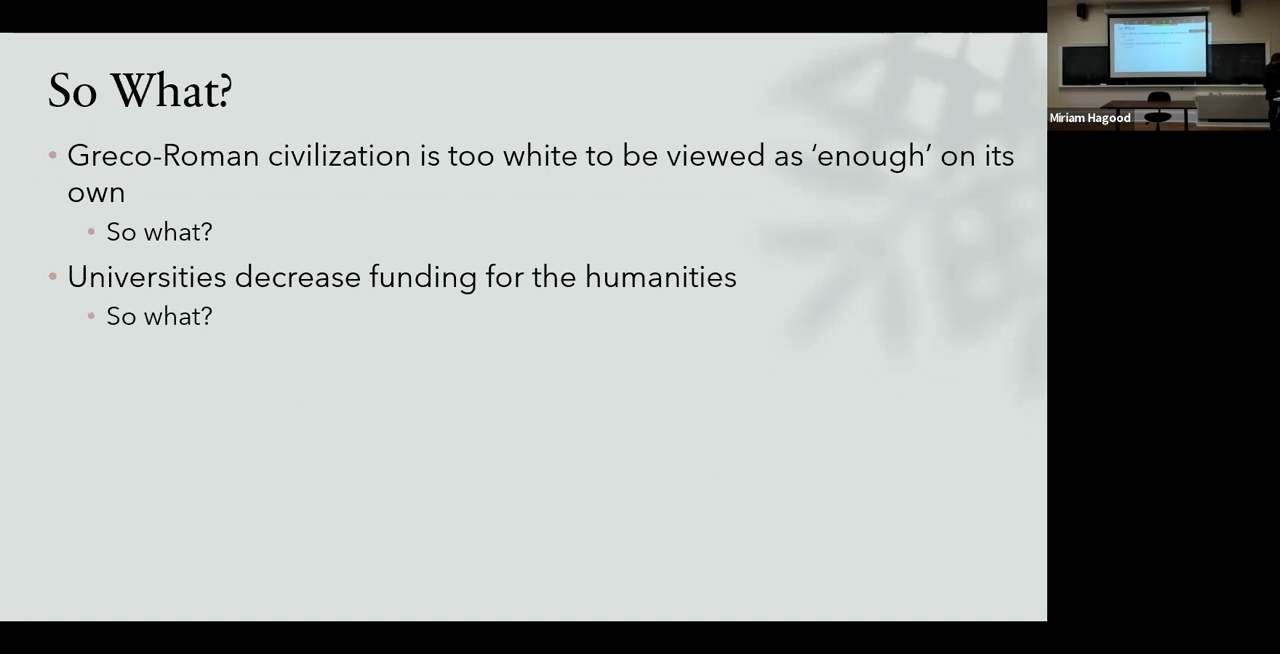 So What?
• Greco-Roman civilization is too white to be viewed as ‘enough’ on its
own
• So what?
• Universities decrease funding for the humanities
• So what?
Miriam Hagood